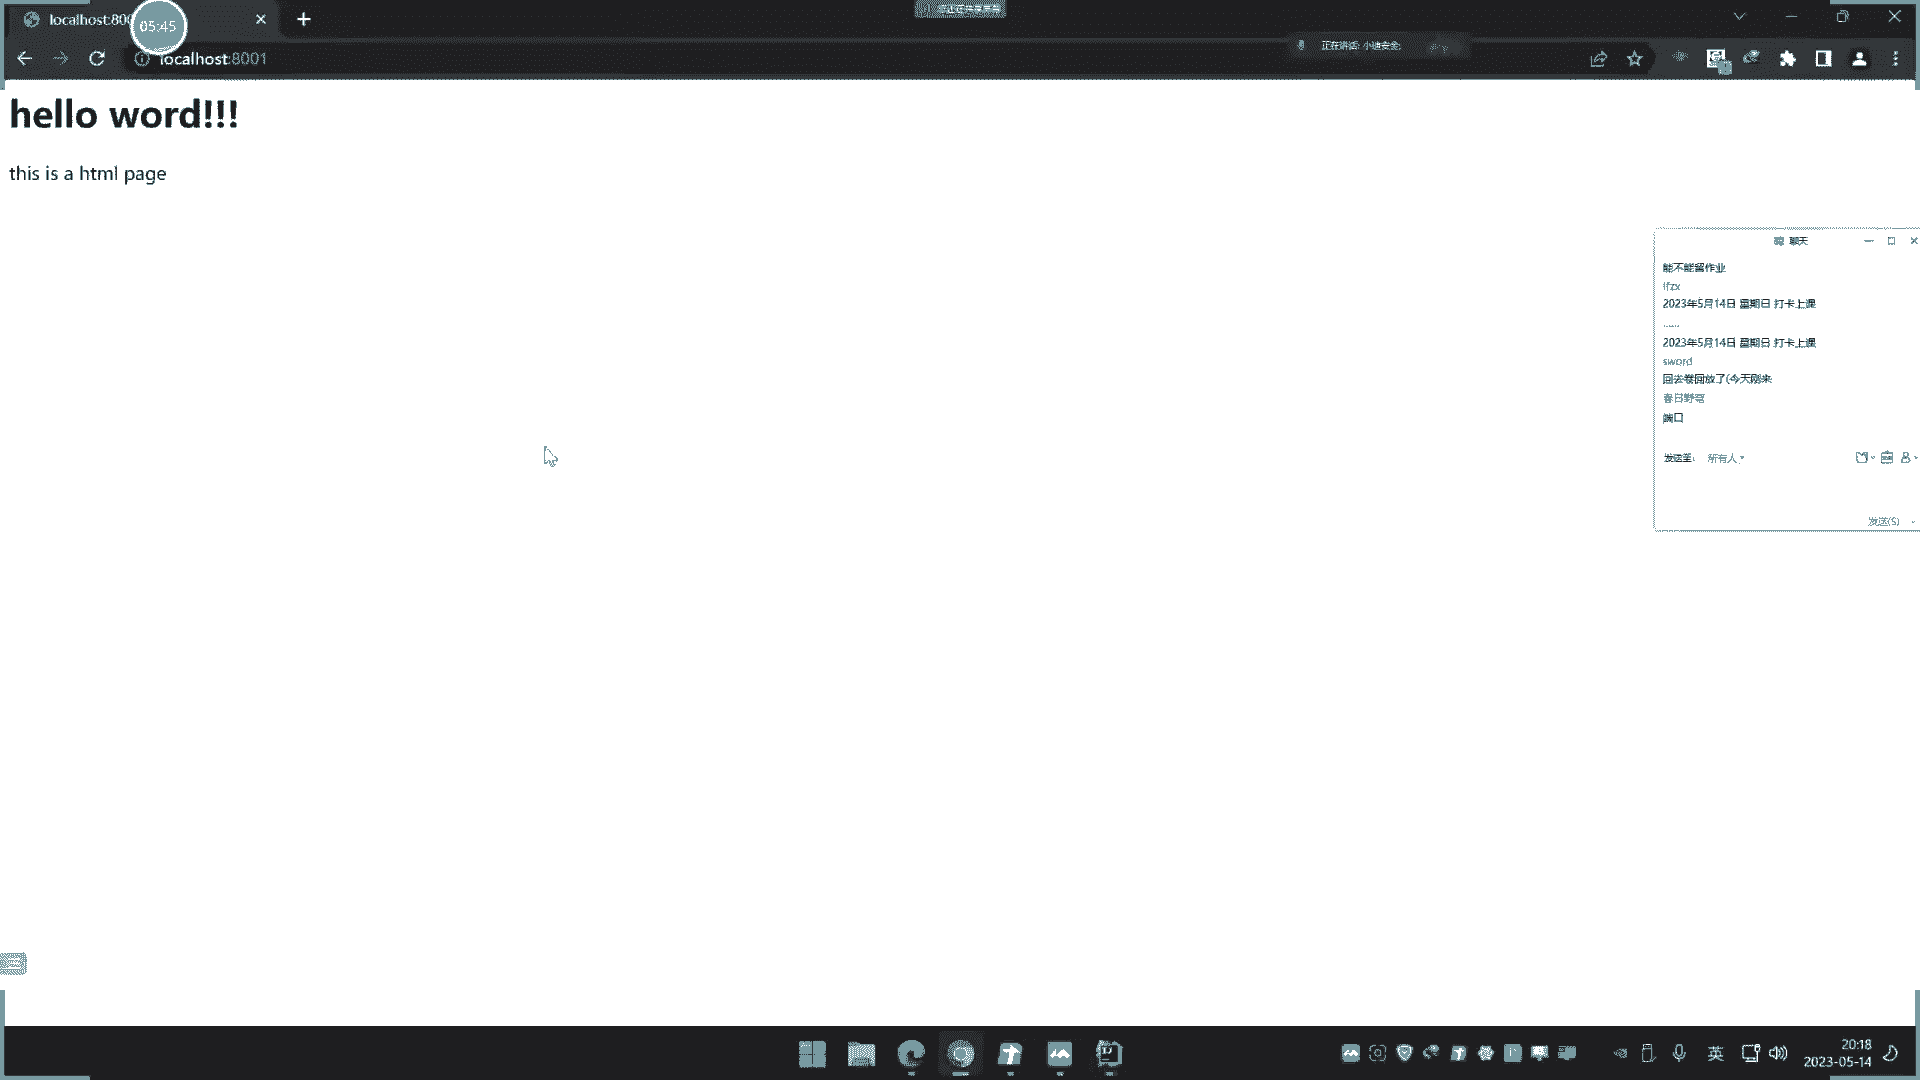 localhost:800
05:45
正在讲话: 小迪安全;
localhost:8001
hello word!!!
this is a html page
聊天
能不能留作业
lfzx
2023年5月14日 星期日 打卡上课
......
2023年5月14日 星期日 打卡上课
sword
回去卷回放了(今天刚来
春日野穹
端口
发送至: 所有人
发送(S)
英
20:18
2023-05-14